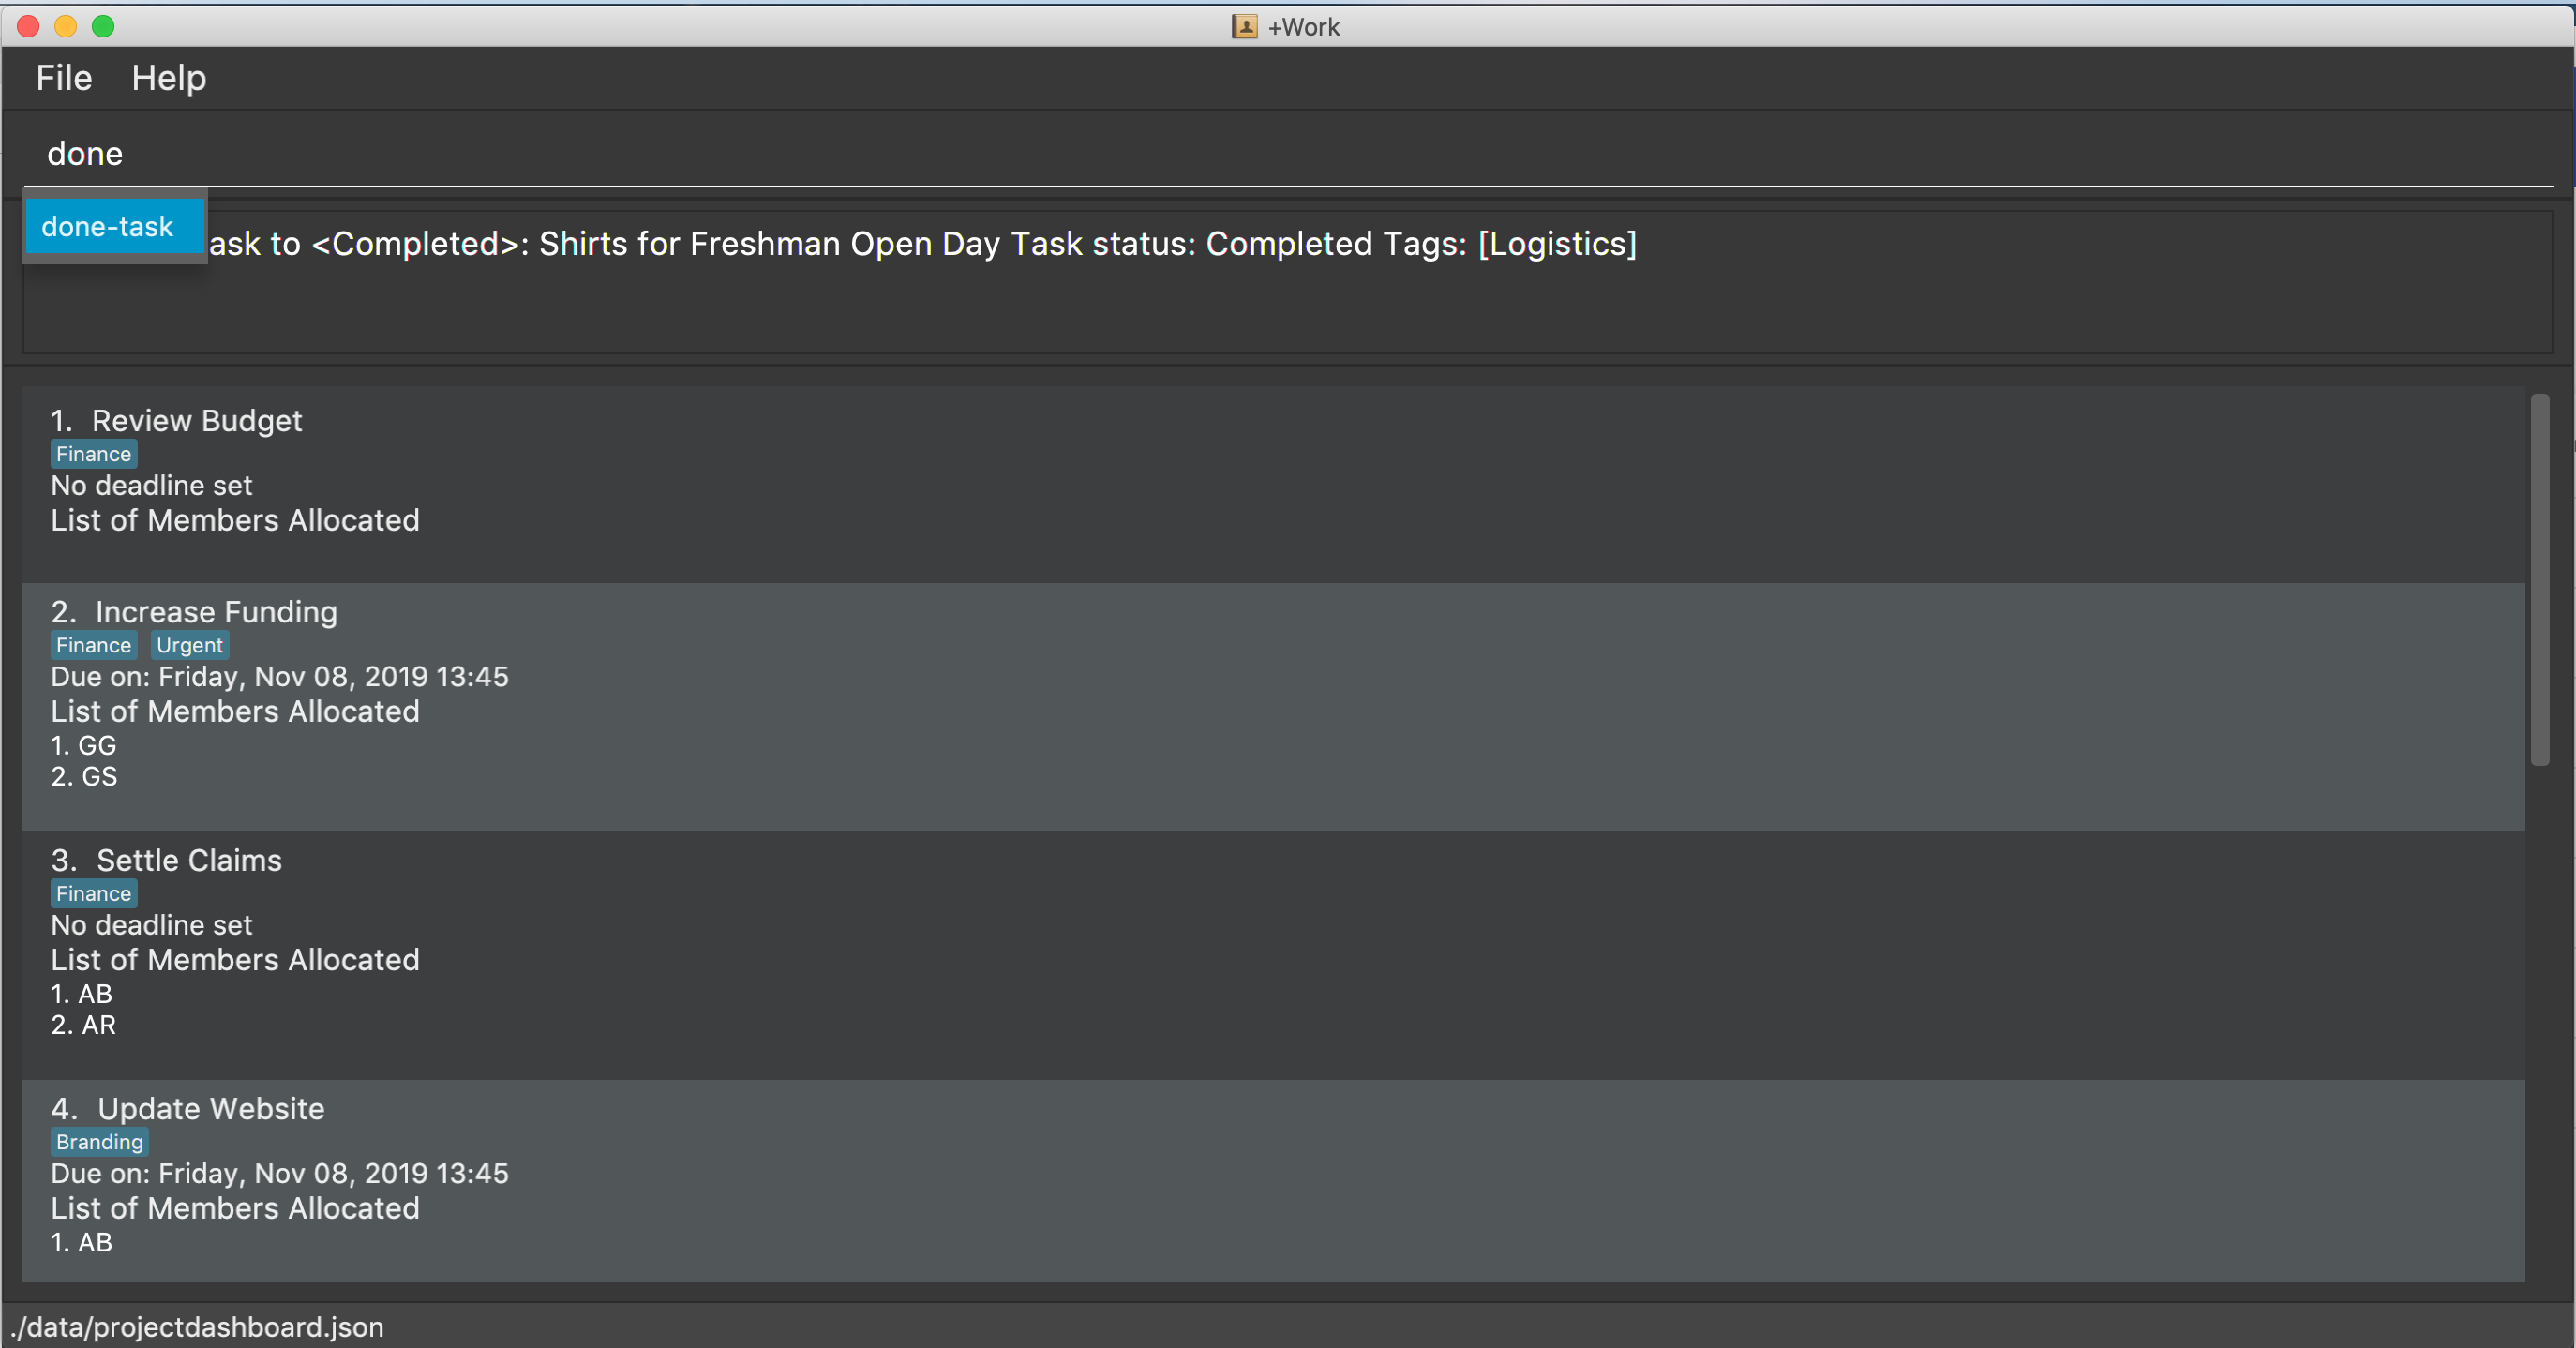 +Work
File Help
done
done-task
ask to <Completed>: Shirts for Freshman Open Day Task status: Completed Tags: [Logistics]
1. Review Budget
Finance
No deadline set
List of Members Allocated
2. Increase Funding
Finance Urgent
Due on: Friday, Nov 08, 2019 13:45
List of Members Allocated
1. GG
2. GS
3. Settle Claims
Finance
No deadline set
List of Members Allocated
1. AB
2. AR
4. Update Website
Branding
Due on: Friday, Nov 08, 2019 13:45
List of Members Allocated
1. AB
./data/projectdashboard.json